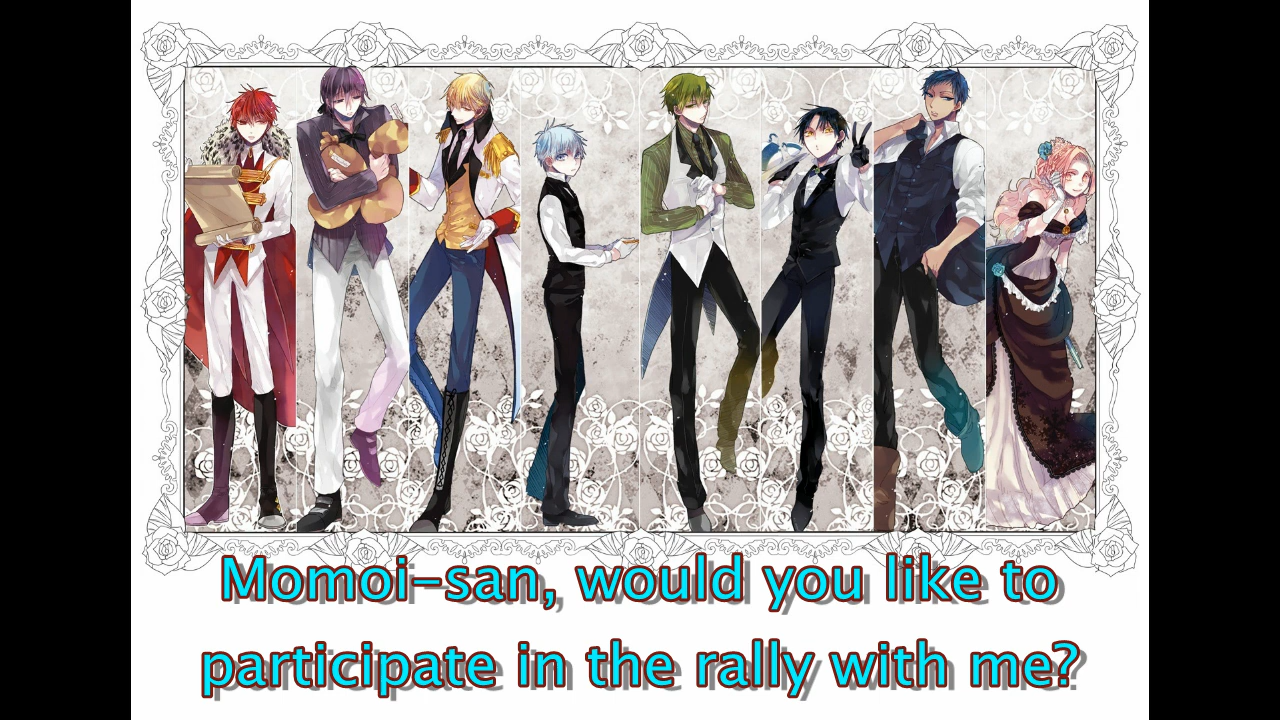 Momoi-san, would you like to
participate in the rally with me?